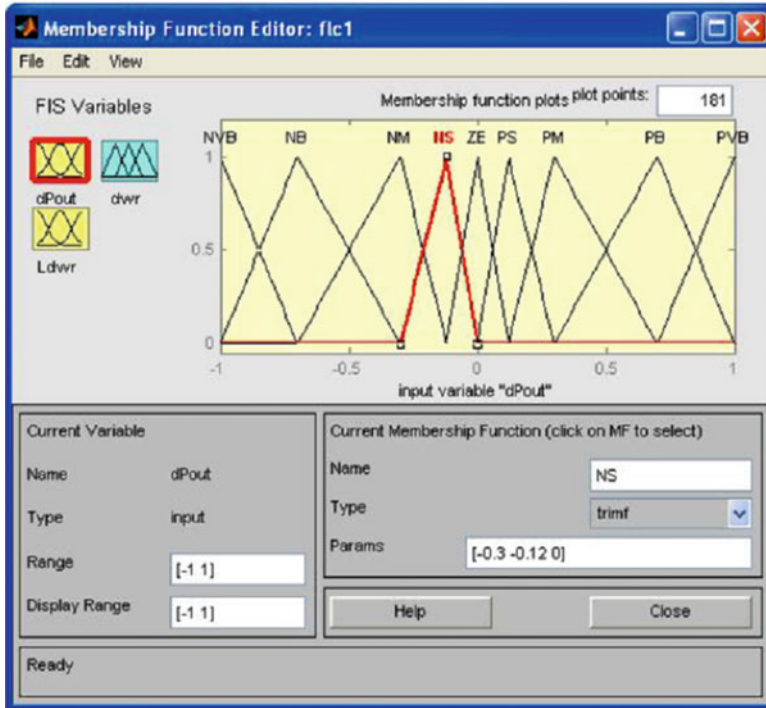 Membership Function Editor: flc1
File Edit View
FIS Variables
Membership function plots
plot points:
181
NVB NB NM NS ZE PS PM PB PVB
1
0.5
0
-1 -0.5 0 0.5 1
input variable "dPout"
dPout
dwr
Ldwr
Current Variable
Name dPout
Type input
Range [-1 1]
Display Range [-1 1]
Current Membership Function (click on MF to select)
Name NS
Type trimf
Params [-0.3 -0.12 0]
Help
Close
Ready